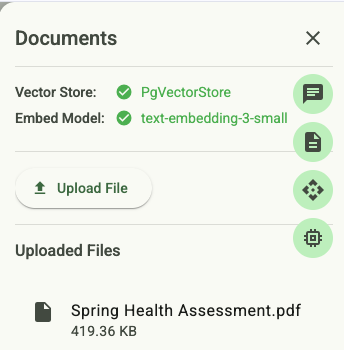 Documents
Vector Store: PgVectorStore
Embed Model: text-embedding-3-small
Upload File
Uploaded Files
Spring Health Assessment.pdf
419.36 KB